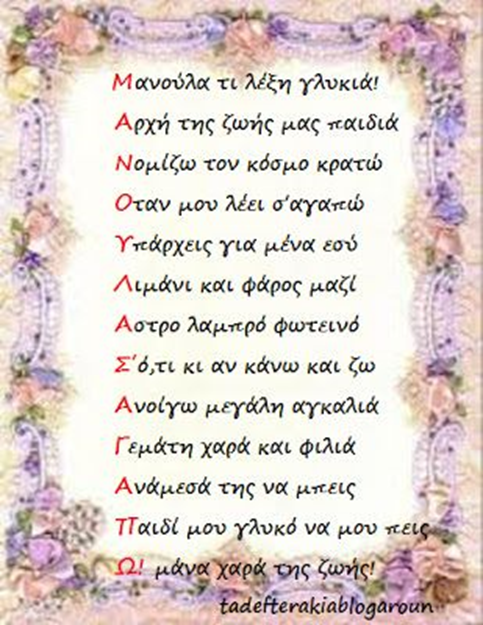 Μανούλα τι λέξη γλυκιά!
Αρχή της ζωής μας παιδιά
Νομίζω τον κόσμο κρατώ
Οταν μου λέει σ'αγαπώ
Υπάρχεις για μένα εσύ
Λιμάνι και φάρος μαζί
Αστρο λαμπρό φωτεινό
Σ'ό,τι κι αν κάνω και ζω
Ανοίγω μεγάλη αγκαλιά
Γεμάτη χαρά και φιλιά
Ανάμεσά της να μπεις
Παιδί μου γλυκό να μου πεις
Ω! μάνα χαρά της ζωής!
tadefterakiablogaroun